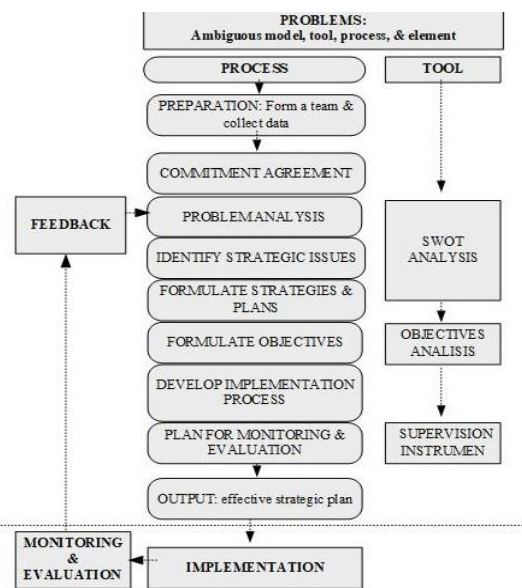 PROBLEMS:
Ambiguous model, tool, process, & element
PROCESS
TOOL
PREPARATION: Form a team &
collect data
COMMITMENT AGREEMENT
FEEDBACK
PROBLEM ANALYSIS
SWOT
ANALYSIS
IDENTIFY STRATEGIC ISSUES
FORMULATE STRATEGIES &
PLANS
FORMULATE OBJECTIVES
OBJECTIVES
ANALISIS
DEVELOP IMPLEMENTATION
PROCESS
PLAN FOR MONITORING &
EVALUATION
SUPERVISION
INSTRUMEN
OUTPUT: effective strategic plan
MONITORING
&
EVALUATION
IMPLEMENTATION